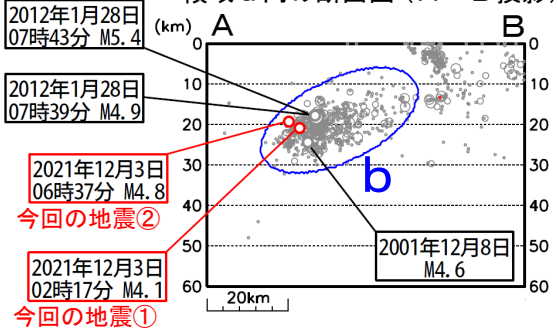 2012年1月28日
07時43分 M5.4
(km)
A
B
2012年1月28日
07時39分 M4.9
0
10
20
30
40
50
60
0
10
20
30
40
50
60
b
2021年12月3日
06時37分 M4.8
今回の地震②
2021年12月3日
02時17分 M4.1
今回の地震①
2001年12月8日
M4.6
20km